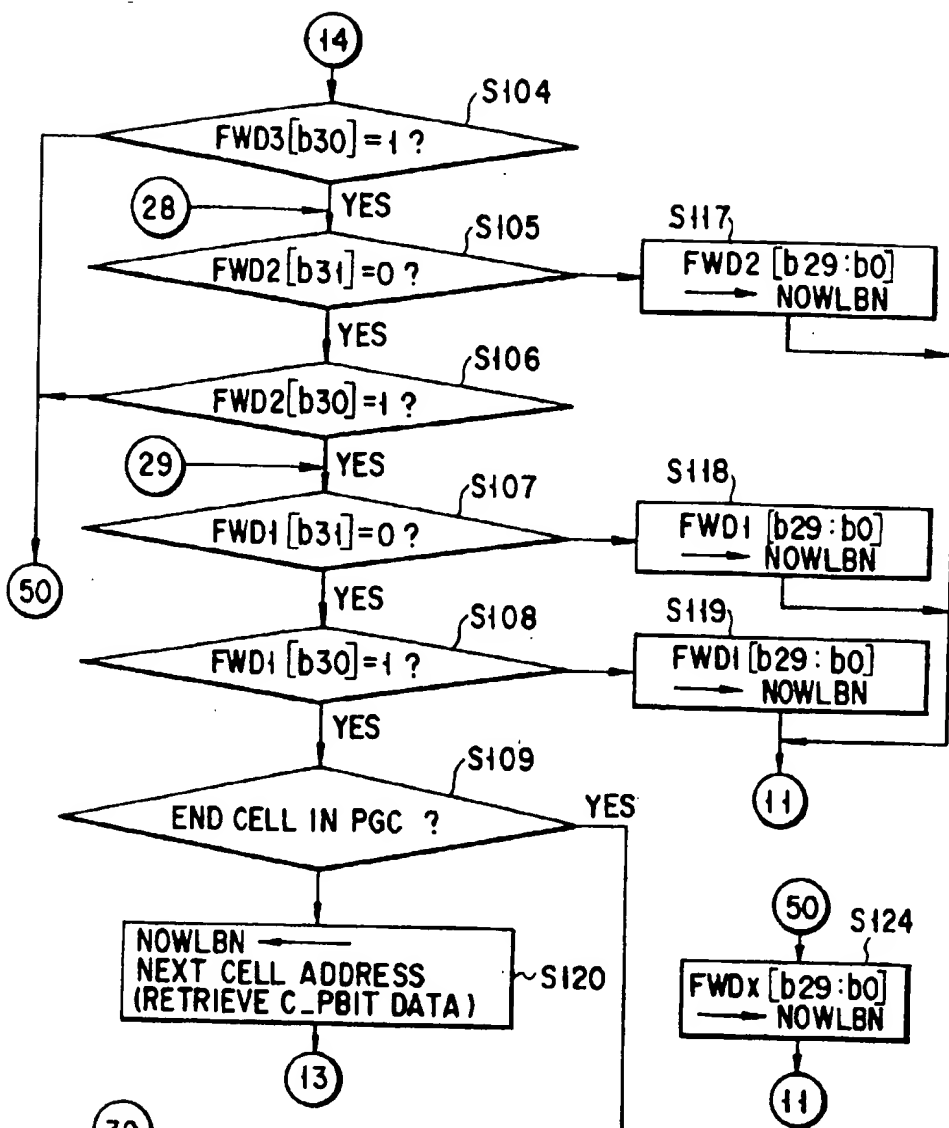 14
S104
FWD3[b30]=1 ?
28
YES
S105
FWD2[b31]=0 ?
S117
FWD2 [b29:b0]
NOWLBN
YES
S106
FWD2[b30]=1 ?
29
YES
S107
FWD1[b31]=0 ?
S118
FWD1 [b29:b0]
NOWLBN
50
YES
S108
FWD1[b30]=1 ?
S119
FWD1[b29:b0]
NOWLBN
YES
S109
END CELL IN PGC ?
YES
11
NOWLBN
NEXT CELL ADDRESS
(RETRIEVE C_PBIT DATA)
S120
13
50
S124
FWDX[b29:b0]
NOWLBN
11